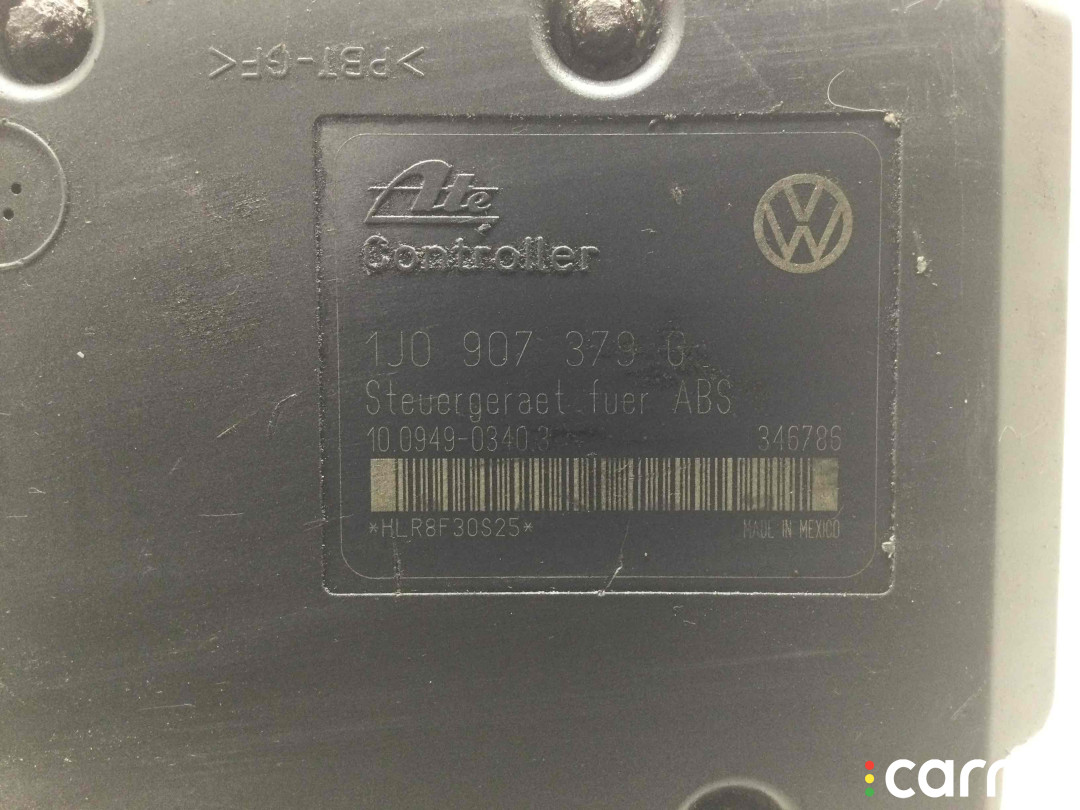 >PBT-GF<
Ate
Controller
1J0 907 379 G
Steuergeraet fuer ABS
10.0949-0340.3 346786
*HLR8F30S25*
MADE IN MEXICO